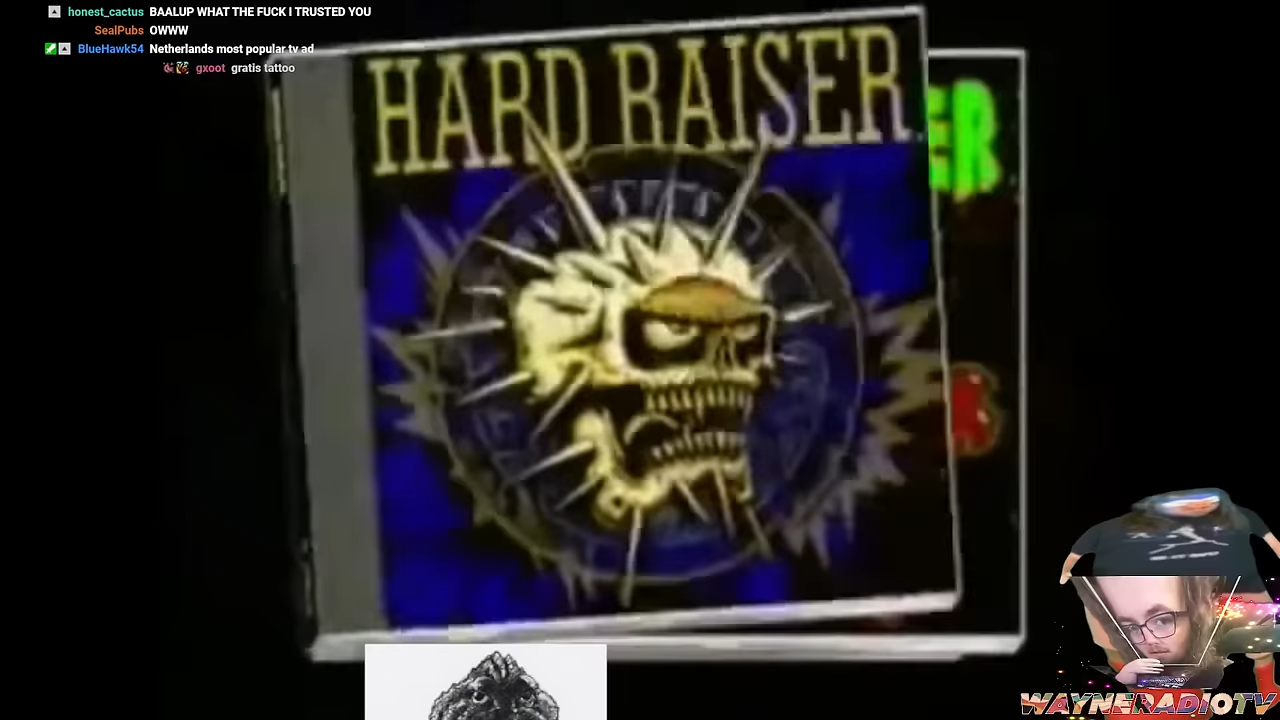 honest_cactus BAALUP WHAT THE FUCK I TRUSTED YOU
SealPubs OWWW
BlueHawk54 Netherlands most popular tv ad
gxoot gratis tattoo
HARD RAISER
ER
WAYNERADIOTV